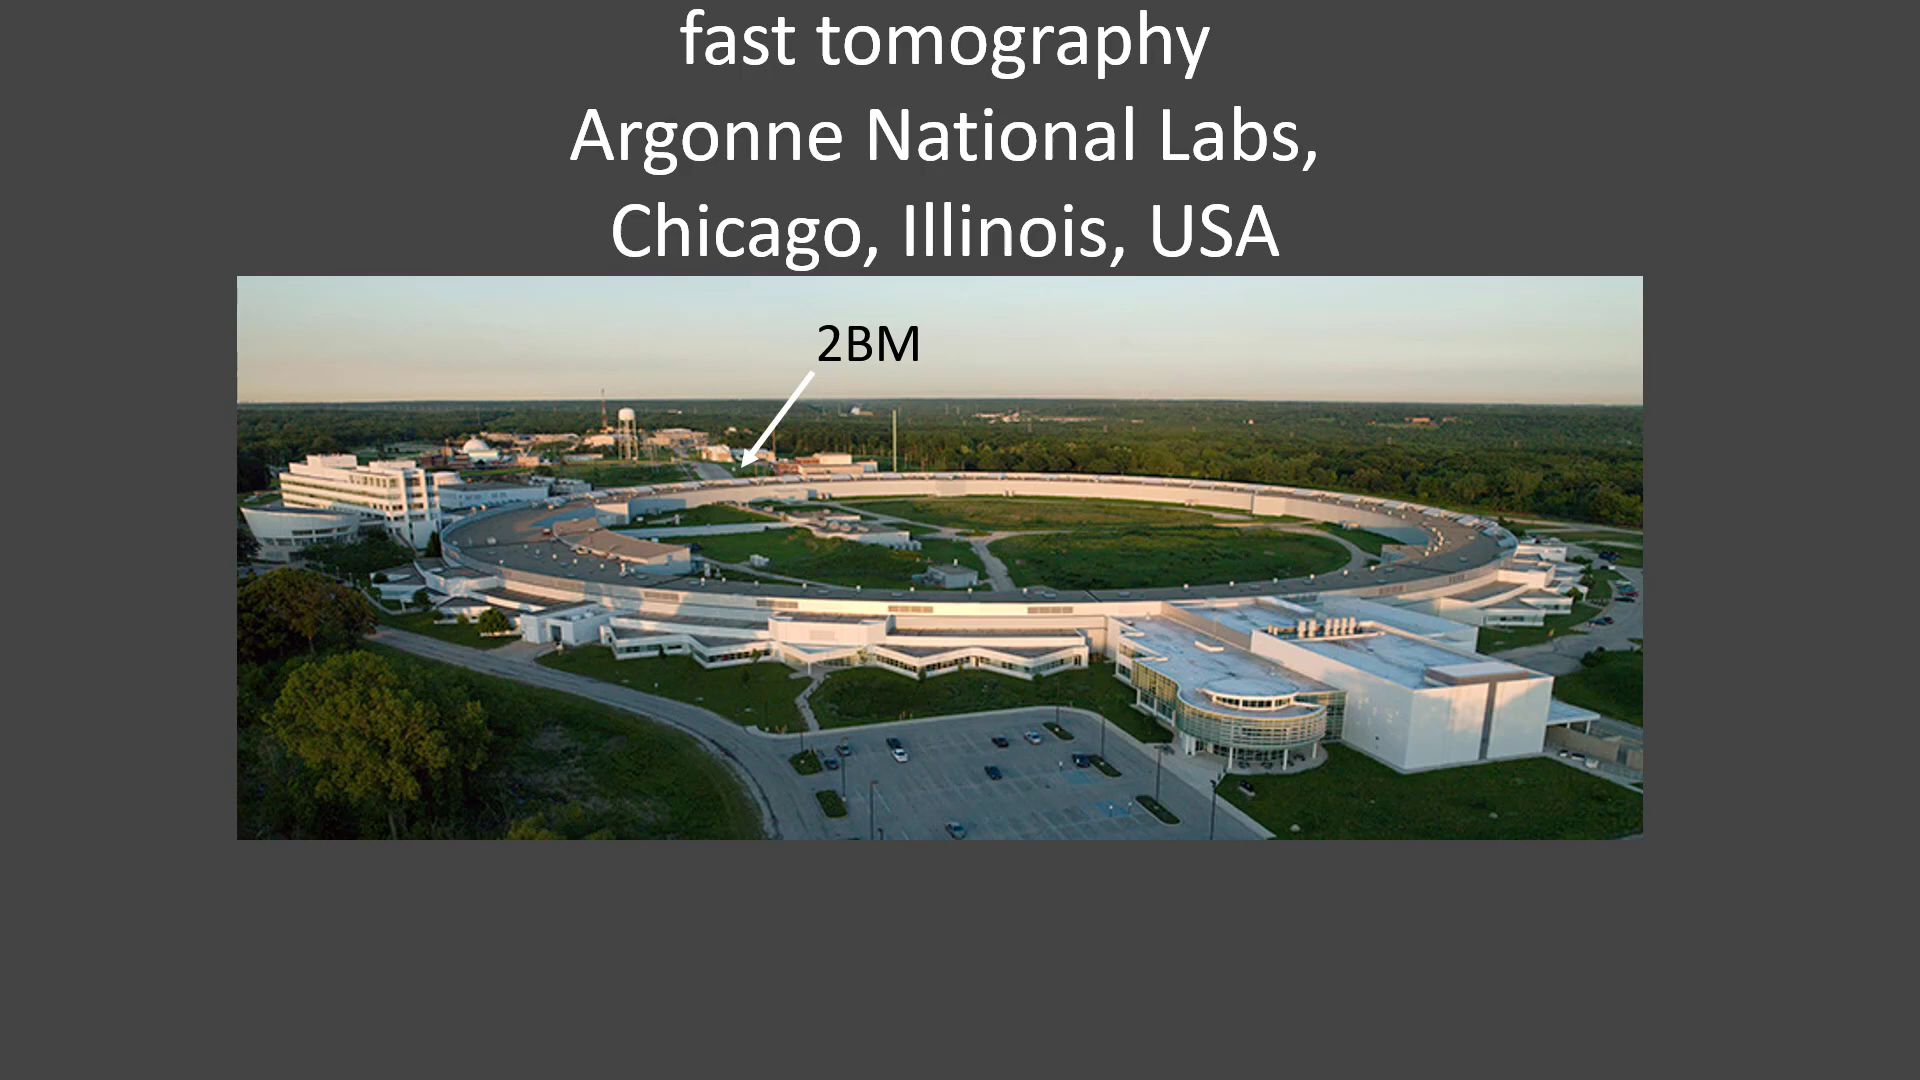 fast tomography
Argonne National Labs,
Chicago, Illinois, USA
2BM